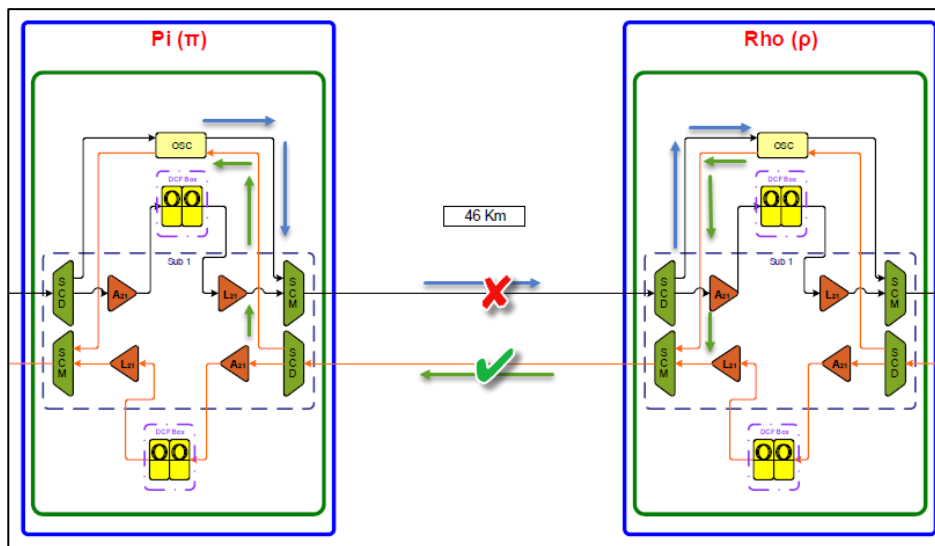 Pi (π)
Rho (ρ)
OSC
DCF Box
46 Km
Sub 1
SCD
A21
L21
SCM
SCM
L21
A21
SCD
DCF Box
OSC
DCF Box
Sub 1
SCD
A21
L21
SCM
SCM
L21
A21
SCD
DCF Box